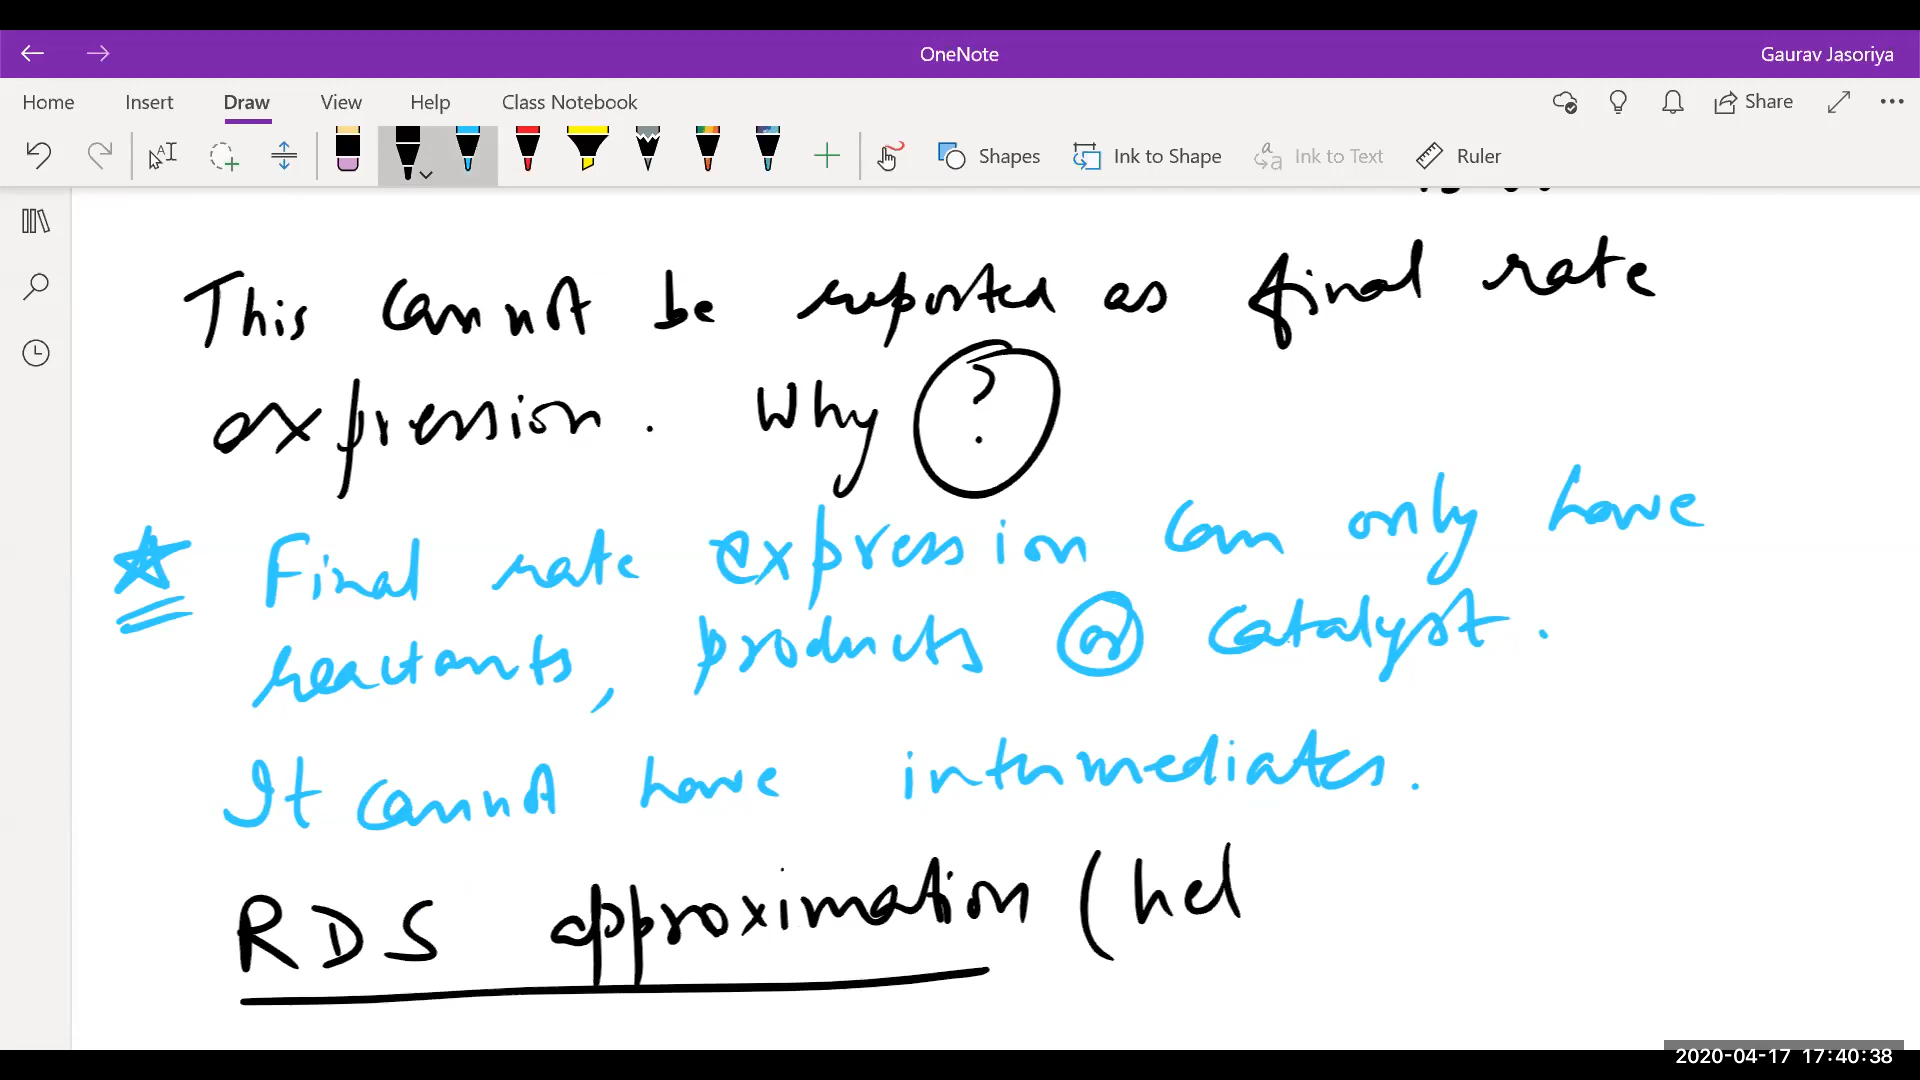 OneNote
Gaurav Jasoriya
Home Insert Draw View Help Class Notebook Share
Shapes Ink to Shape Ink to Text Ruler
This cannot be reported as final rate
expression. Why ?
Final rate expression can only have
reactants, products or catalyst.
It cannot have intermediates.
RDS approximation (hel
2020-04-17 17:40:38